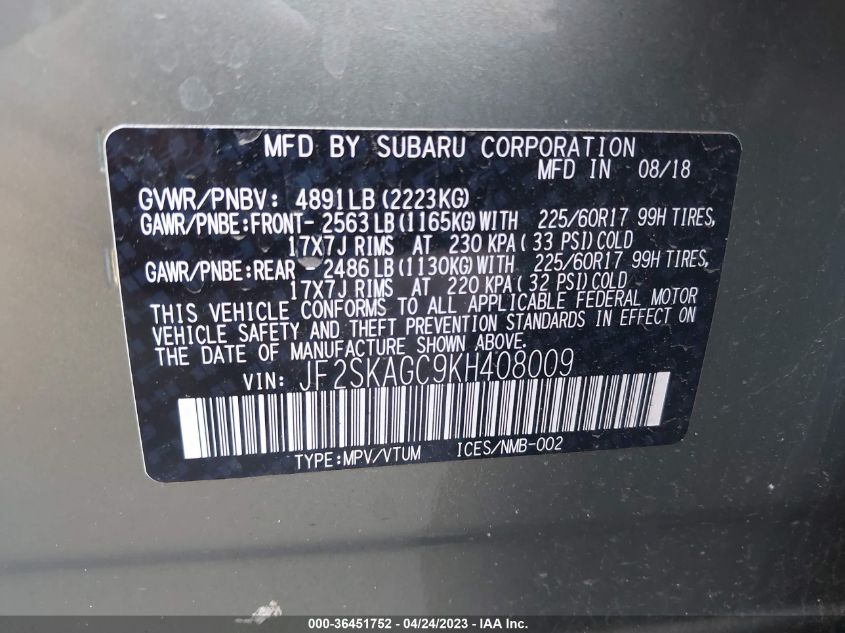 MFD BY SUBARU CORPORATION
MFD IN 08/18
GVWR/PNBV: 4891LB (2223KG)
GAWR/PNBE:FRONT- 2563LB (1165KG)WITH 225/60R17 99H TIRES,
17X7J RIMS AT 230 KPA ( 33 PSI)COLD
GAWR/PNBE:REAR - 2486LB (1130KG)WITH 225/60R17 99H TIRES,
17X7J RIMS AT 220 KPA ( 32 PSI)COLD
THIS VEHICLE CONFORMS TO ALL APPLICABLE FEDERAL MOTOR
VEHICLE SAFETY AND THEFT PREVENTION STANDARDS IN EFFECT ON
THE DATE OF MANUFACTURE SHOWN ABOVE.
VIN: JF2SKAGC9KH408009
TYPE:MPV/VTUM ICES/NMB-002
000-36451752 / 04/24/2023 - IAA Inc.